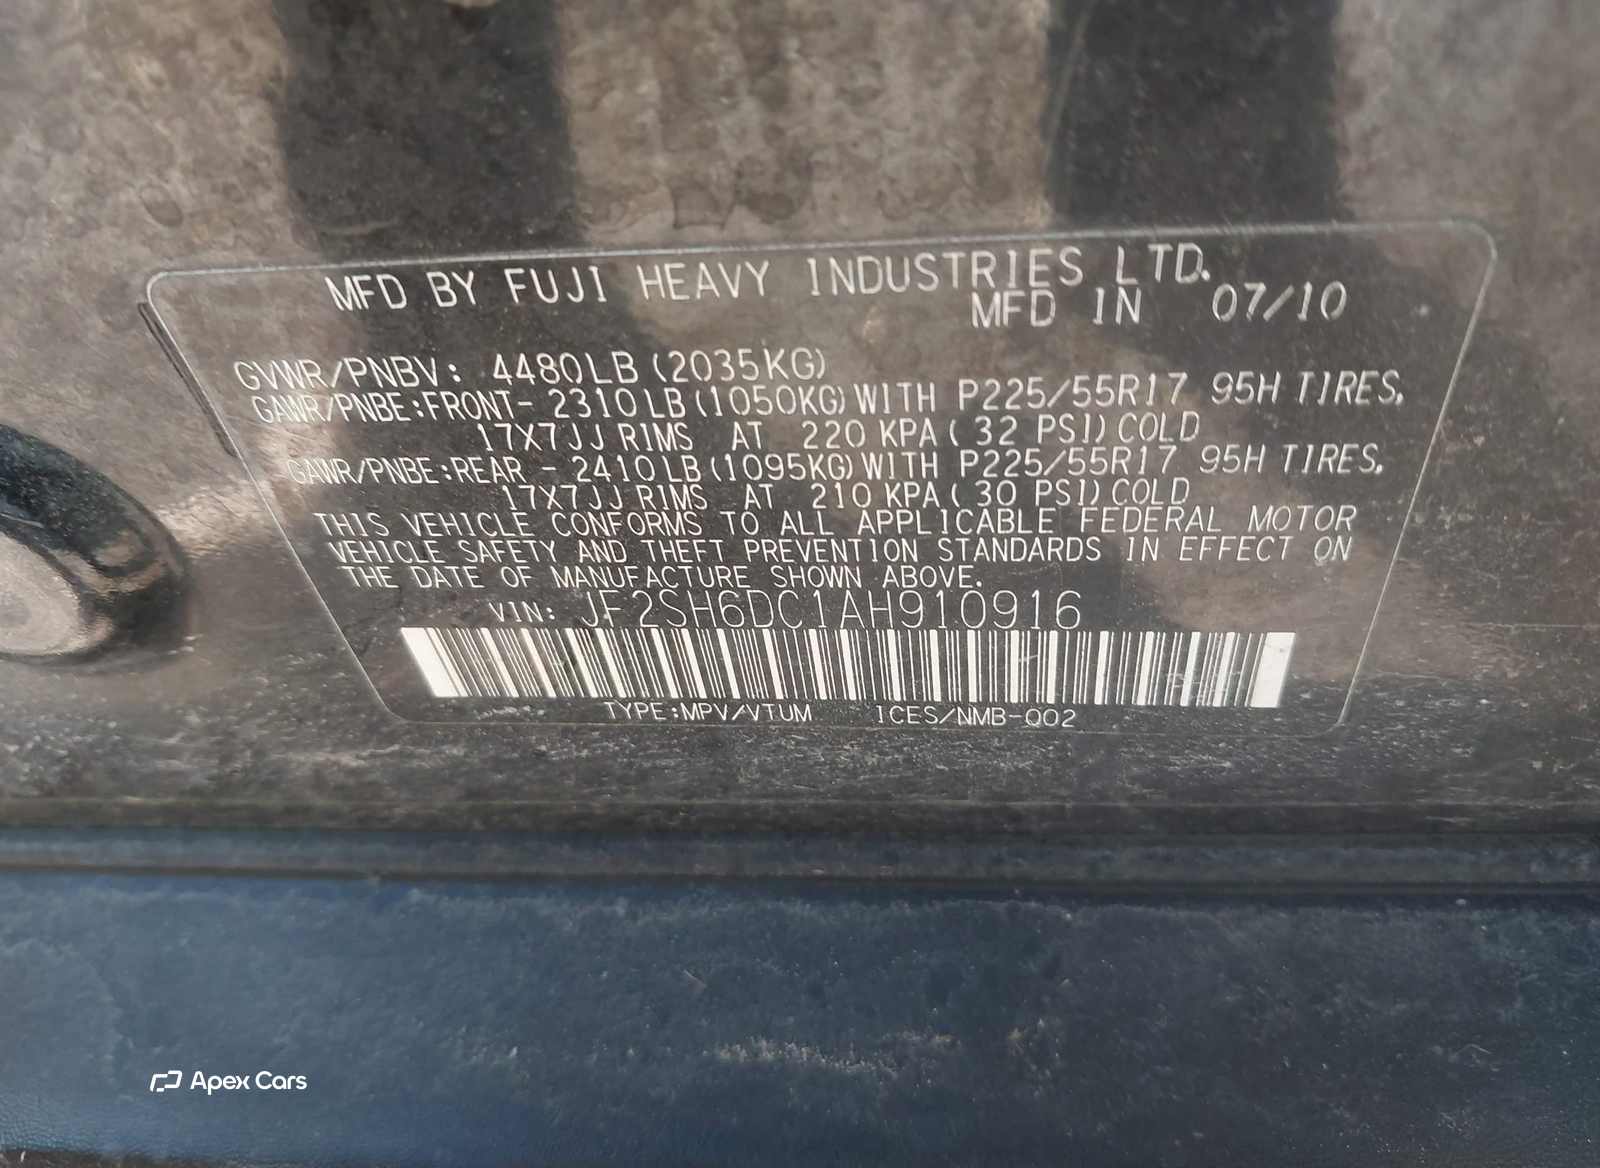 MFD BY FUJI HEAVY INDUSTRIES LTD.
MFD IN 07/10
GVWR/PNBV: 4480LB (2035KG)
GAWR/PNBE:FRONT- 2310LB(1050KG)WITH P225/55R17 95H TIRES.
17X7JJ RIMS AT 220 KPA( 32 PSI)COLD
GAWR/PNBE:REAR - 2410LB(1095KG)WITH P225/55R17 95H TIRES.
17X7JJ RIMS AT 210 KPA( 30 PSI)COLD
THIS VEHICLE CONFORMS TO ALL APPLICABLE FEDERAL MOTOR
VEHICLE SAFETY AND THEFT PREVENTION STANDARDS IN EFFECT ON
THE DATE OF MANUFACTURE SHOWN ABOVE.
VIN: JF2SH6DC1AH910916
TYPE:MPV/VTUM ICES/NMB-002
Apex Cars